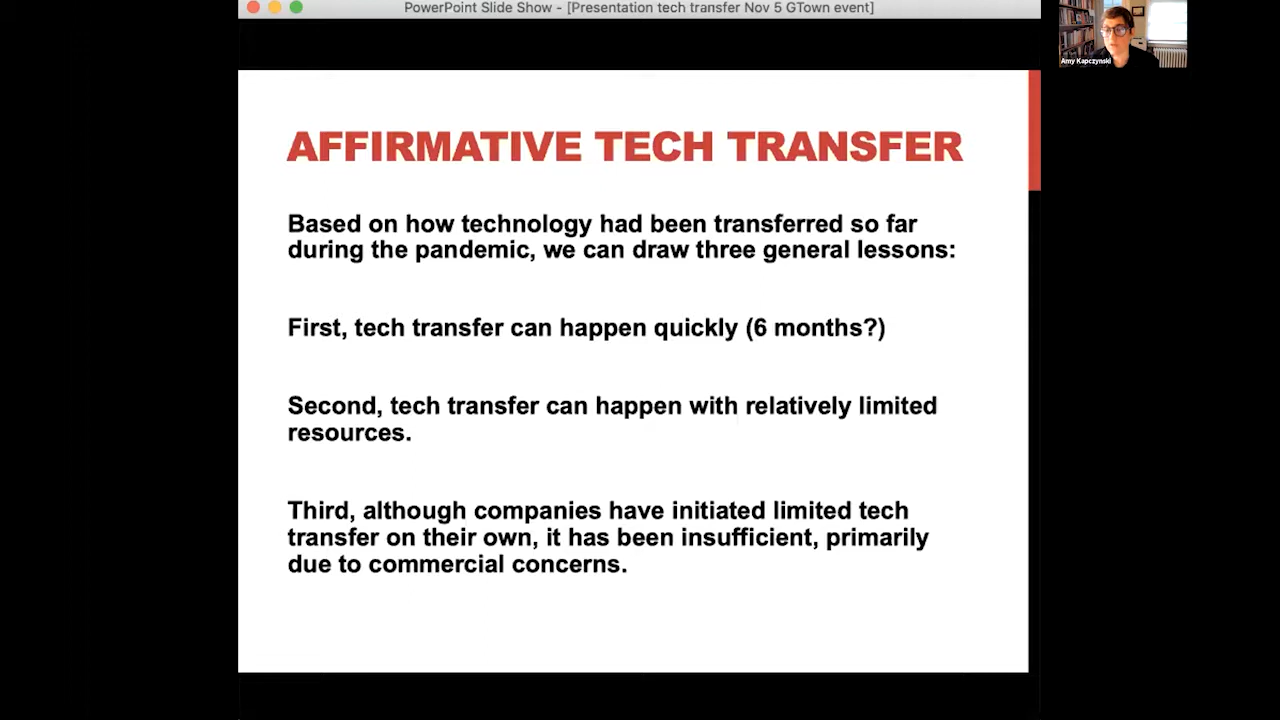 PowerPoint Slide Show - [Presentation tech transfer Nov 5 GTown event]
Amy Kapczynski
AFFIRMATIVE TECH TRANSFER
Based on how technology had been transferred so far
during the pandemic, we can draw three general lessons:
First, tech transfer can happen quickly (6 months?)
Second, tech transfer can happen with relatively limited
resources.
Third, although companies have initiated limited tech
transfer on their own, it has been insufficient, primarily
due to commercial concerns.